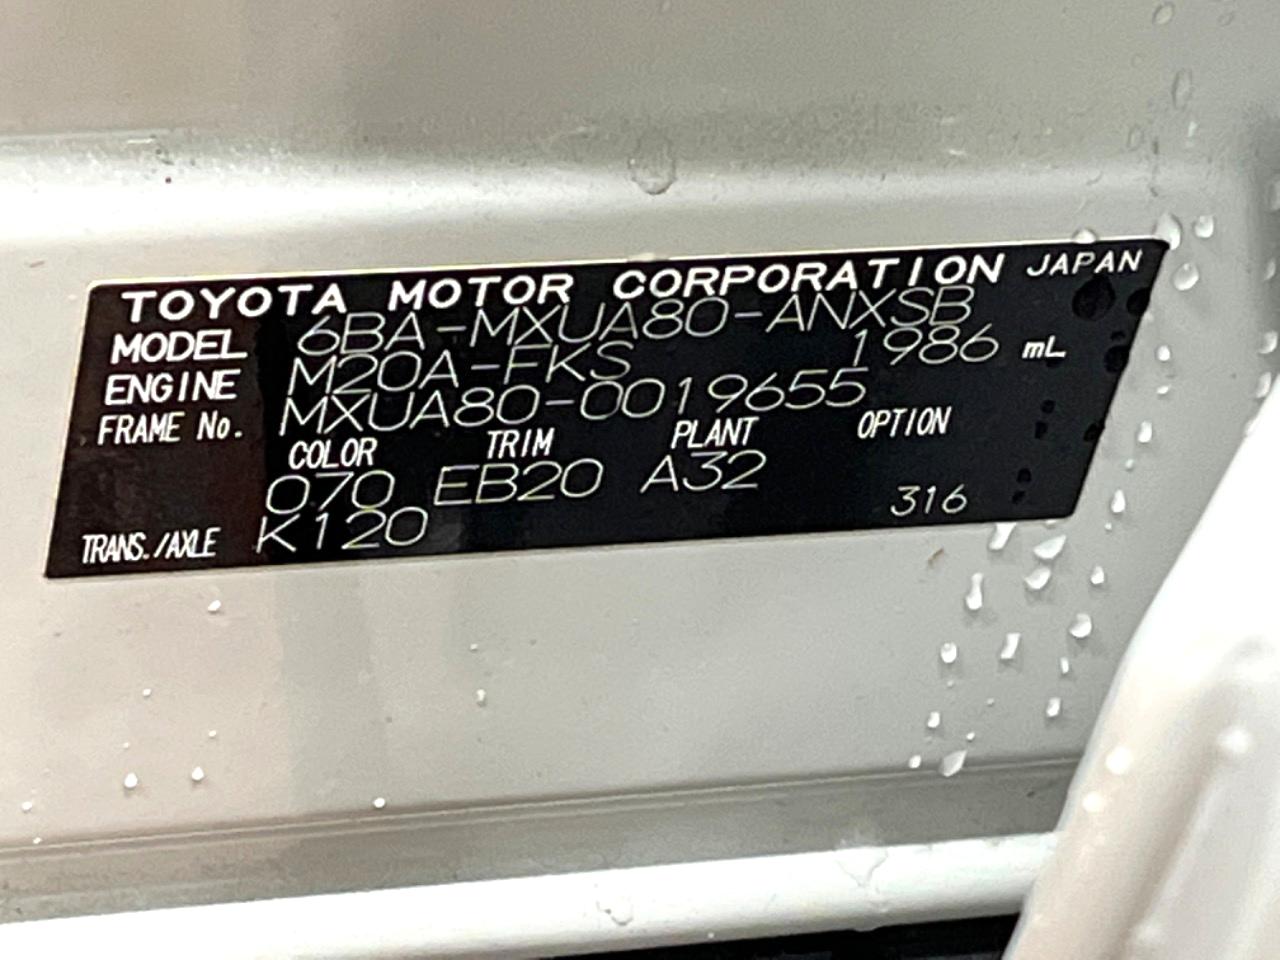 TOYOTA MOTOR CORPORATION JAPAN
MODEL 6BA-MXUA80-ANXSB
ENGINE M20A-FKS 1986 mL
FRAME No. MXUA80-0019655
COLOR TRIM PLANT OPTION
070 EB20 A32
TRANS./AXLE K120 316